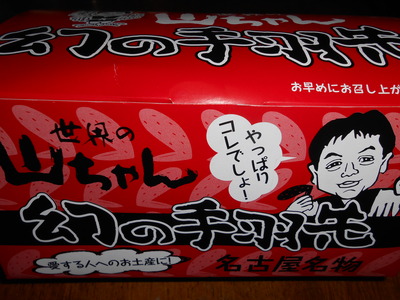 山ちゃん
幻の手羽先
お早めにお召し上が
世界の
山ちゃん
やっぱ
コレでしょ!
幻の手羽先
愛する人へのお土産に!
名古屋名物